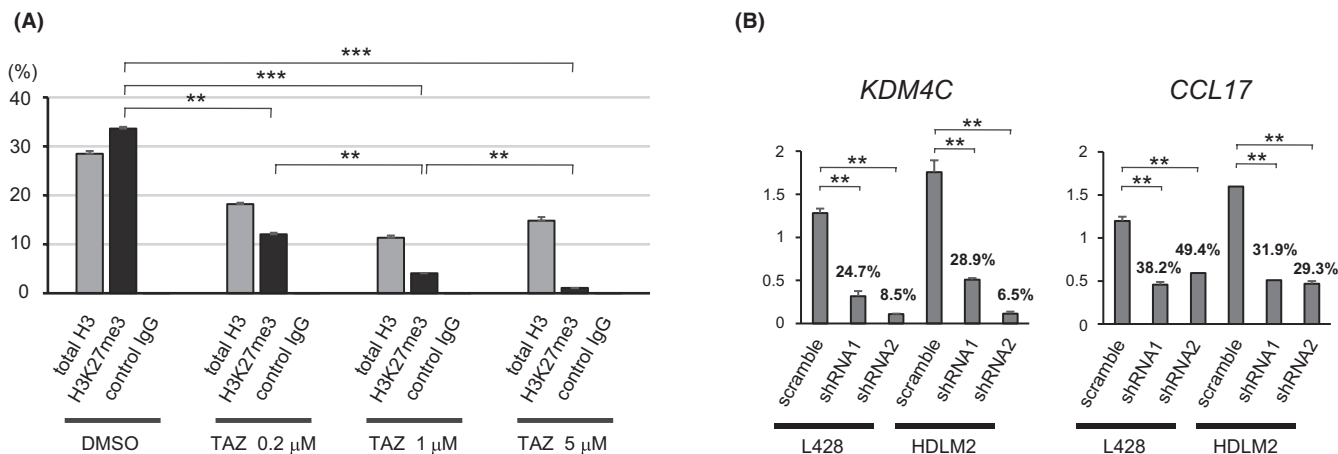 (A)
(%)
40
30
20
10
0
***
***
**
**
**
total H3
H3K27me3
control IgG
total H3
H3K27me3
control IgG
total H3
H3K27me3
control IgG
total H3
H3K27me3
control IgG
DMSO
TAZ 0.2 μM
TAZ 1 μM
TAZ 5 μM
(B)
KDM4C
2
1.5
1
0.5
0
**
**
**
**
24.7%
8.5%
28.9%
6.5%
scramble
shRNA1
shRNA2
scramble
shRNA1
shRNA2
L428
HDLM2
CCL17
2
1.5
1
0.5
0
**
**
**
**
38.2%
49.4%
31.9%
29.3%
scramble
shRNA1
shRNA2
scramble
shRNA1
shRNA2
L428
HDLM2